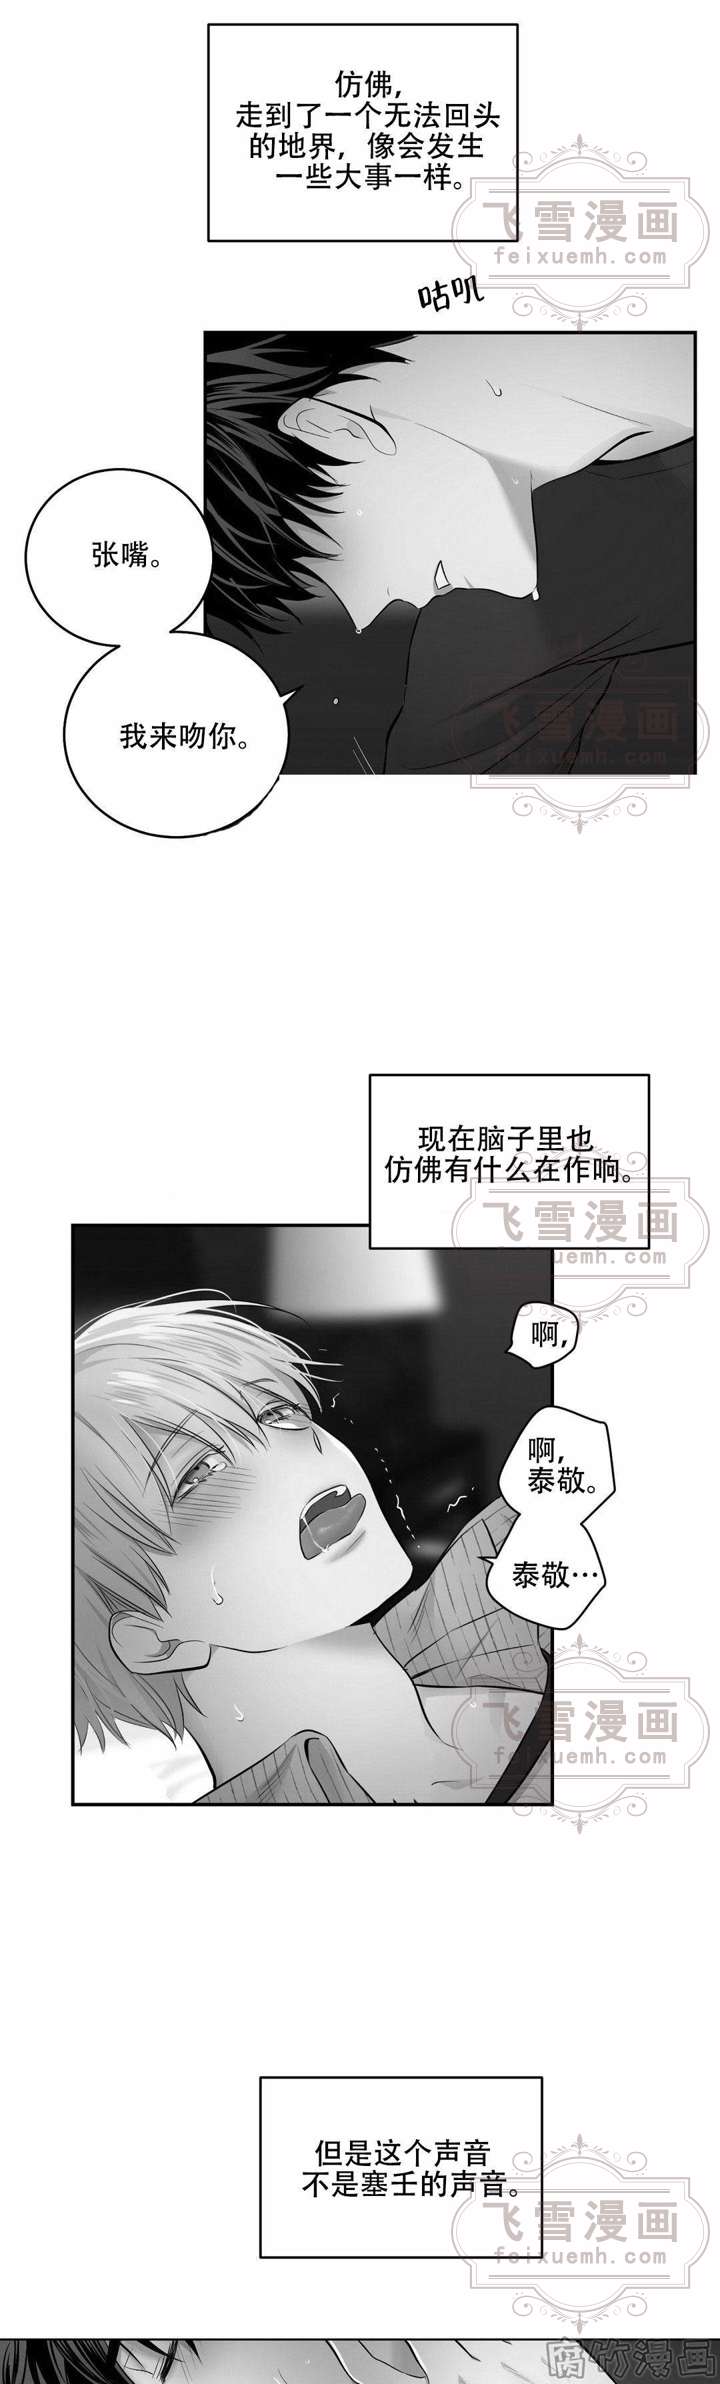 仿佛,
走到了一个无法回头
的地界，像会发生
一些大事一样。
飞雪漫画
feixuemh.com
咕叽
张嘴。
我来吻你。
飞雪漫画
feixuemh.com
现在脑子里也
仿佛有什么在作响。
飞雪漫画
feixuemh.com
啊,
啊,
泰敬。
泰敬…
飞雪漫画
feixuemh.com
但是这个声音
不是塞壬的声音。
飞雪漫画
feixuemh.com
腐竹漫画